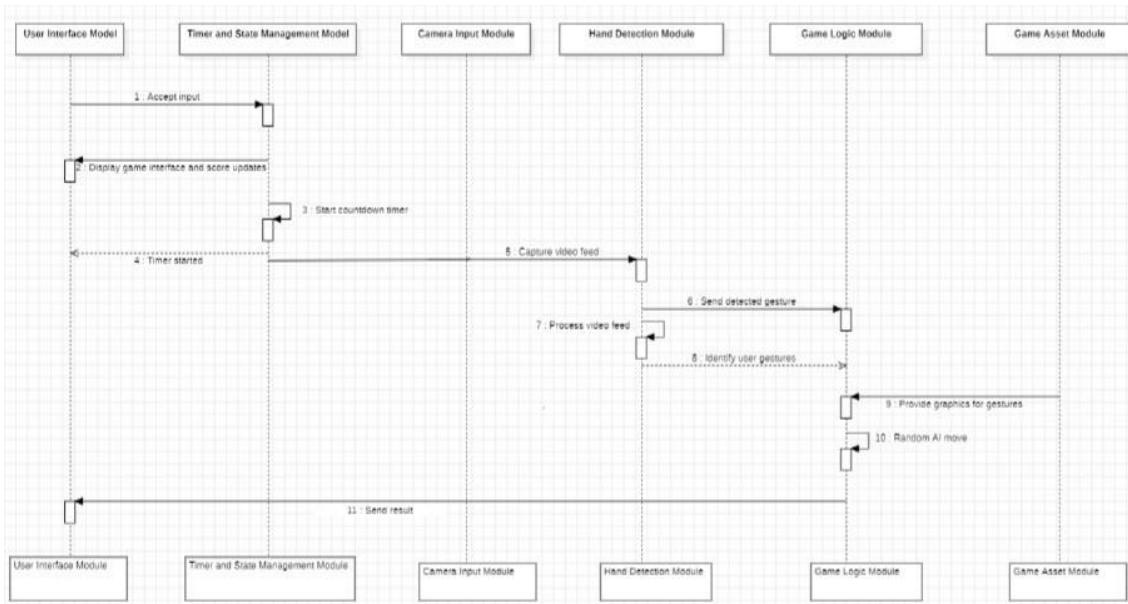 User Interface Model
Timer and State Management Model
Camera Input Module
Hand Detection Module
Game Logic Module
Game Asset Module
1 : Accept input
2 : Display game interface and score updates
3 : Start countdown timer
4 : Timer started
5 : Capture video feed
6 : Send detected gesture
7 : Process video feed
8 : Identify user gestures
9 : Provide graphics for gestures
10 : Random AI move
11 : Send result
User Interface Module
Timer and State Management Module
Camera Input Module
Hand Detection Module
Game Logic Module
Game Asset Module